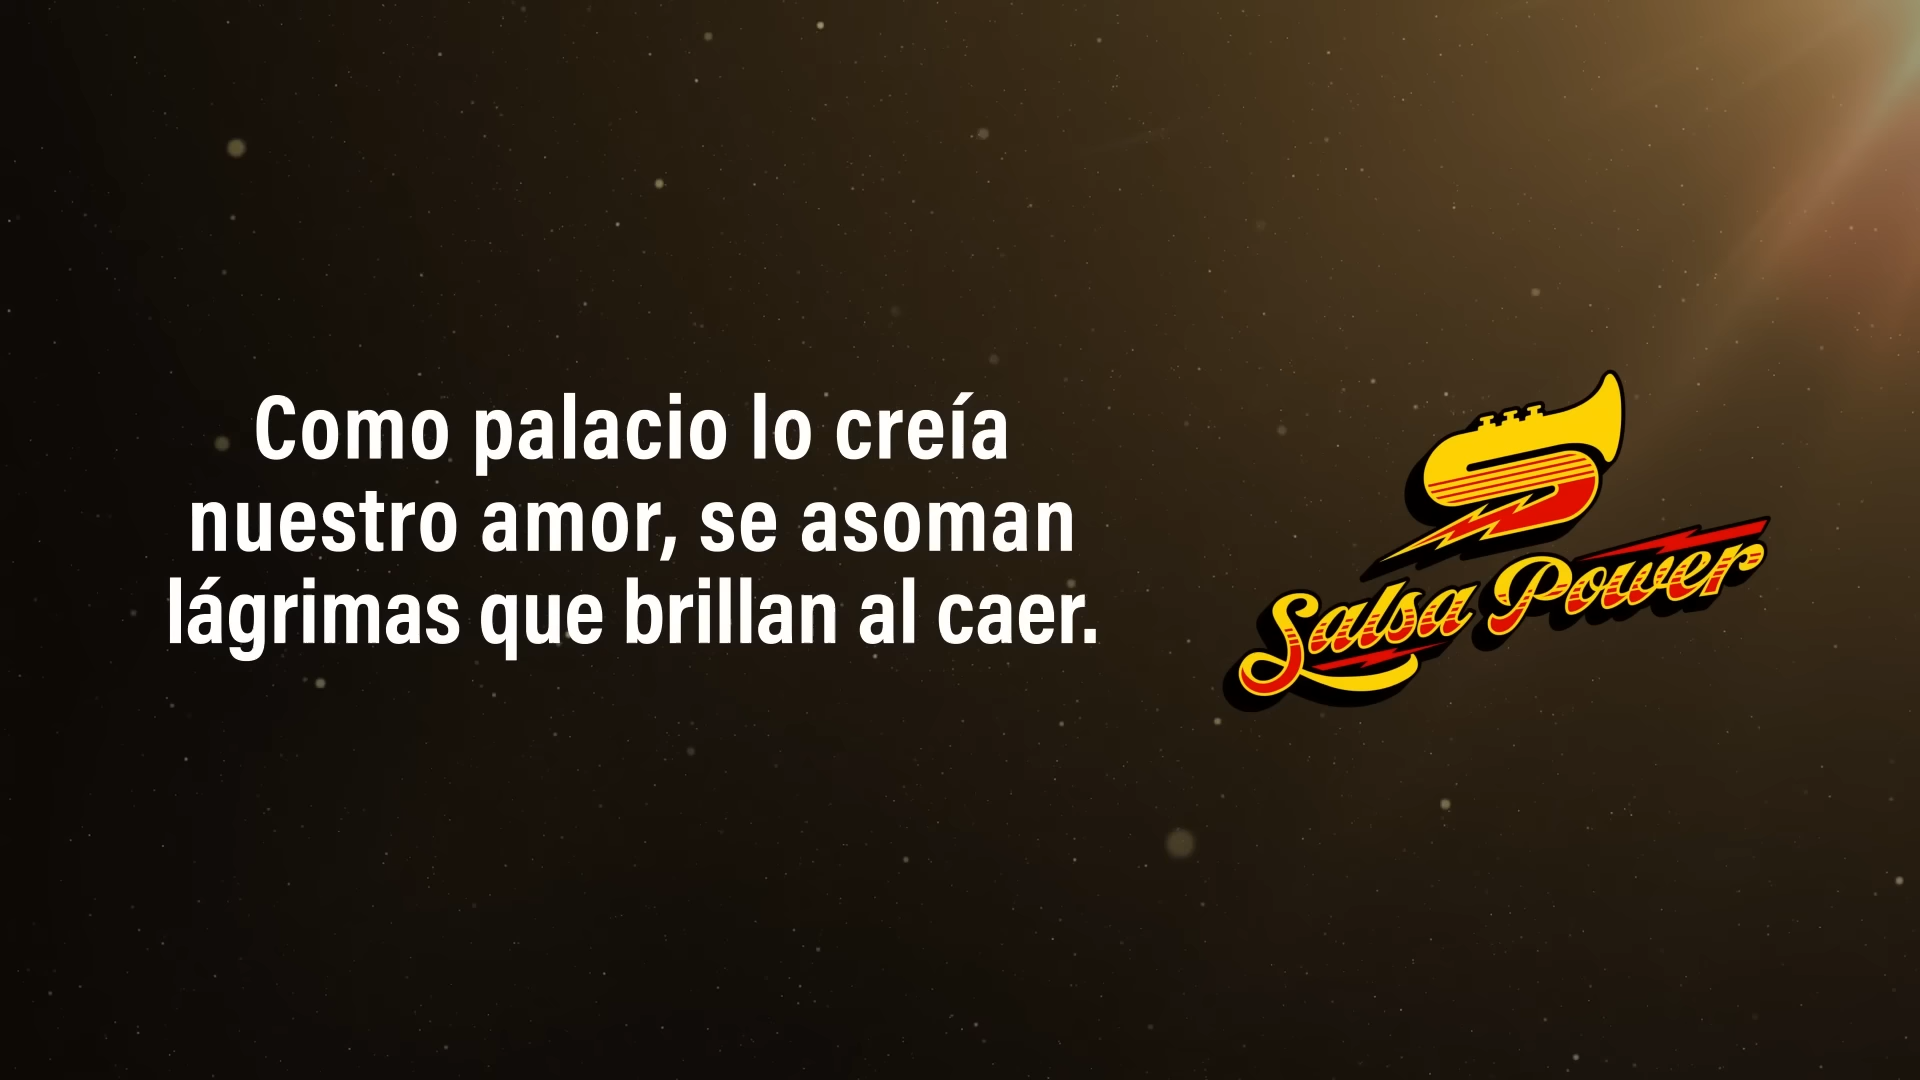 Como palacio lo creía
nuestro amor, se asoman
lágrimas que brillan al caer.
Salsa Power